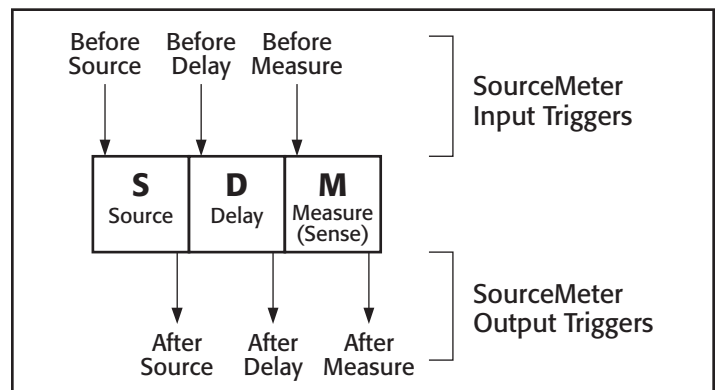 Before
Source
Before
Delay
Before
Measure
SourceMeter
Input Triggers
S
Source
D
Delay
M
Measure
(Sense)
SourceMeter
Output Triggers
After
Source
After
Delay
After
Measure